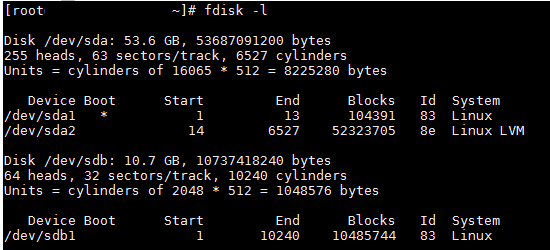 [root ~]# fdisk -l
Disk /dev/sda: 53.6 GB, 53687091200 bytes
255 heads, 63 sectors/track, 6527 cylinders
Units = cylinders of 16065 * 512 = 8225280 bytes
Device Boot Start End Blocks Id System
/dev/sda1 * 1 13 104391 83 Linux
/dev/sda2 14 6527 52323705 8e Linux LVM
Disk /dev/sdb: 10.7 GB, 10737418240 bytes
64 heads, 32 sectors/track, 10240 cylinders
Units = cylinders of 2048 * 512 = 1048576 bytes
Device Boot Start End Blocks Id System
/dev/sdb1 1 10240 10485744 83 Linux